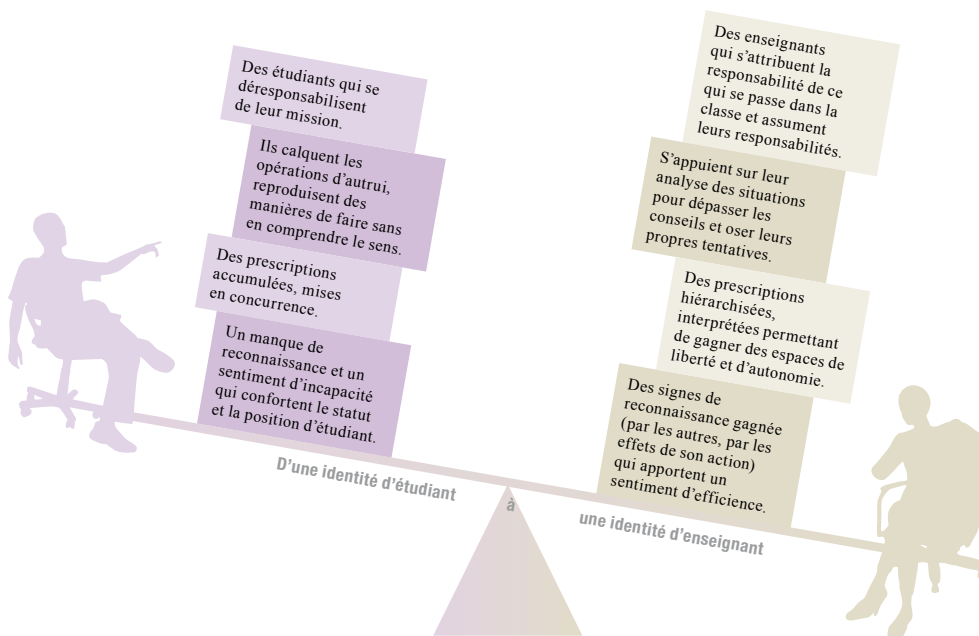 Des étudiants qui se
déresponsabilisent
de leur mission.
Ils calquent les
opérations d'autrui,
reproduisent des
manières de faire sans
en comprendre le sens.
Des prescriptions
accumulées, mises
en concurrence.
Un manque de
reconnaissance et un
sentiment d'incapacité
qui confortent le statut
et la position d'étudiant.
Des enseignants
qui s'attribuent la
responsabilité de ce
qui se passe dans la
classe et assument
leurs responsabilités.
S'appuient sur leur
analyse des situations
pour dépasser les
conseils et oser leurs
propres tentatives.
Des prescriptions
hiérarchisées,
interprétées permettant
de gagner des espaces de
liberté et d'autonomie.
Des signes de
reconnaissance gagnée
(par les autres, par les
effets de son action)
qui apportent un
sentiment d'efficience.
D'une identité d'étudiant
à
une identité d'enseignant